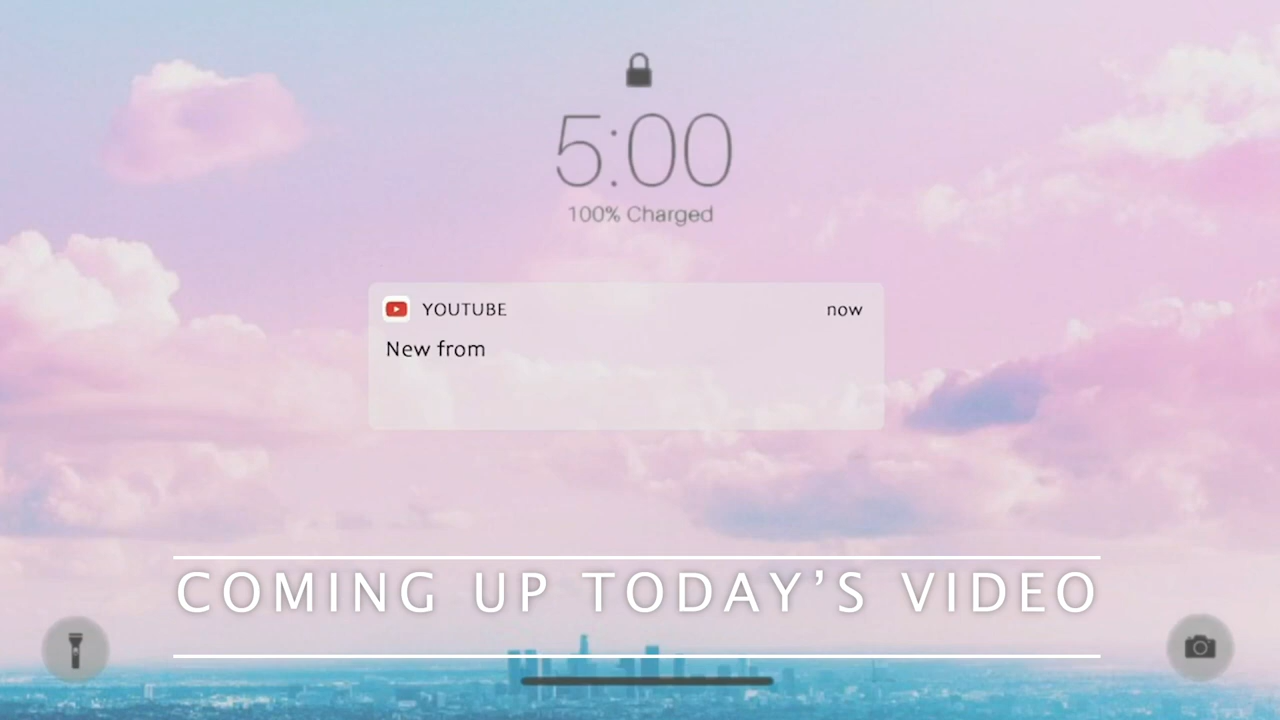 5:00
100% Charged
YOUTUBE now
New from
COMING UP TODAY’S VIDEO